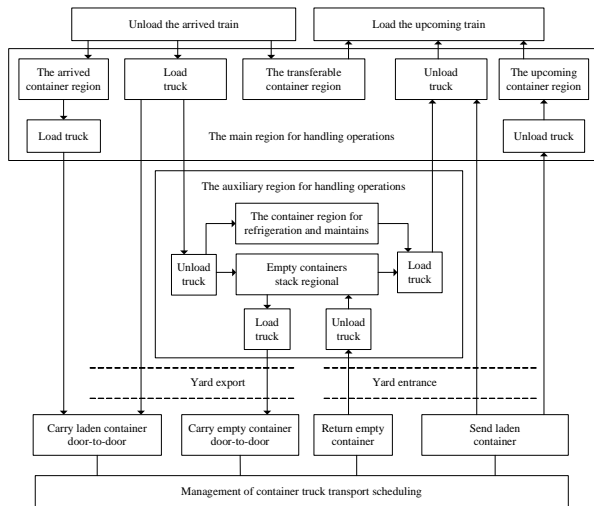 Unload the arrived train
Load the upcoming train
The arrived
container region
Load
truck
The transferable
container region
Unload
truck
The upcoming
container region
Load truck
The main region for handling operations
Unload truck
The auxiliary region for handling operations
The container region for
refrigeration and maintains
Unload
truck
Empty containers
stack regional
Load
truck
Load
truck
Unload
truck
Yard export
Yard entrance
Carry laden container
door-to-door
Carry empty container
door-to-door
Return empty
container
Send laden
container
Management of container truck transport scheduling